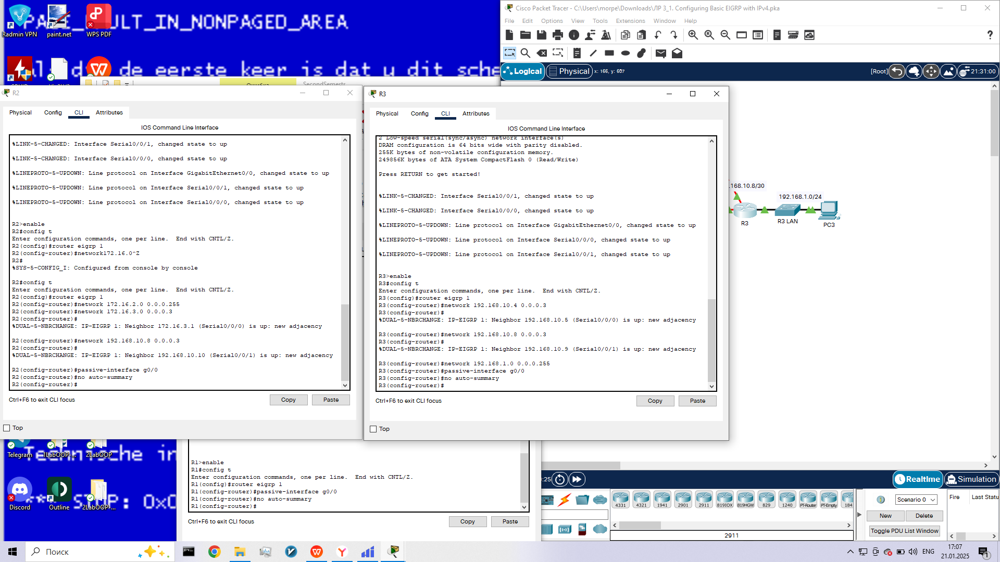 PAGE_FAULT_IN_NONPAGED_AREA
Radmin VPN
paint.net
WPS PDF
de eerste keer is dat u dit sche
Ошибка
SecondSemestr
Cisco Packet Tracer - C:\Users\morpe\Downloads\ЛР 3_1. Configuring Basic EIGRP with IPv4.pka
File Edit Options View Tools Extensions Window Help
Logical
Physical
x: 166, y: 607
[Root]
21:31:00
R2
Physical Config CLI Attributes
IOS Command Line Interface
%LINK-5-CHANGED: Interface Serial0/0/1, changed state to up
%LINK-5-CHANGED: Interface Serial0/0/0, changed state to up
%LINEPROTO-5-UPDOWN: Line protocol on Interface GigabitEthernet0/0, changed state to up
%LINEPROTO-5-UPDOWN: Line protocol on Interface Serial0/0/1, changed state to up
%LINEPROTO-5-UPDOWN: Line protocol on Interface Serial0/0/0, changed state to up
R2>enable
R2#config t
Enter configuration commands, one per line.  End with CNTL/Z.
R2(config)#router eigrp 1
R2(config-router)#network172.16.0^Z
R2#
%SYS-5-CONFIG_I: Configured from console by console
R2#config t
Enter configuration commands, one per line.  End with CNTL/Z.
R2(config)#router eigrp 1
R2(config-router)#network 172.16.2.0 0.0.0.255
R2(config-router)#network 172.16.3.0 0.0.0.3
R2(config-router)#
%DUAL-5-NBRCHANGE: IP-EIGRP 1: Neighbor 172.16.3.1 (Serial0/0/0) is up: new adjacency
R2(config-router)#network 192.168.10.8 0.0.0.3
R2(config-router)#
%DUAL-5-NBRCHANGE: IP-EIGRP 1: Neighbor 192.168.10.10 (Serial0/0/1) is up: new adjacency
R2(config-router)#passive-interface g0/0
R2(config-router)#no auto-summary
R2(config-router)#
Ctrl+F6 to exit CLI focus
Copy
Paste
Top
R3
Physical Config CLI Attributes
IOS Command Line Interface
2 Low-speed serial(sync/async) network interface(s)
DRAM configuration is 64 bits wide with parity disabled.
255K bytes of non-volatile configuration memory.
249856K bytes of ATA System CompactFlash 0 (Read/Write)
Press RETURN to get started!
%LINK-5-CHANGED: Interface Serial0/0/1, changed state to up
%LINK-5-CHANGED: Interface Serial0/0/0, changed state to up
%LINEPROTO-5-UPDOWN: Line protocol on Interface GigabitEthernet0/0, changed state to up
%LINEPROTO-5-UPDOWN: Line protocol on Interface Serial0/0/0, changed state to up
%LINEPROTO-5-UPDOWN: Line protocol on Interface Serial0/0/1, changed state to up
R3>enable
R3#config t
Enter configuration commands, one per line.  End with CNTL/Z.
R3(config)#router eigrp 1
R3(config-router)#network 192.168.10.4 0.0.0.3
R3(config-router)#
%DUAL-5-NBRCHANGE: IP-EIGRP 1: Neighbor 192.168.10.5 (Serial0/0/0) is up: new adjacency
R3(config-router)#network 192.168.10.8 0.0.0.3
R3(config-router)#
%DUAL-5-NBRCHANGE: IP-EIGRP 1: Neighbor 192.168.10.9 (Serial0/0/1) is up: new adjacency
R3(config-router)#network 192.168.1.0 0.0.0.255
R3(config-router)#passive-interface g0/0
R3(config-router)#no auto-summary
R3(config-router)#
Ctrl+F6 to exit CLI focus
Copy
Paste
Top
.168.10.8/30
192.168.1.0/24
R3
R3 LAN
PC3
Telegram
1LabOOP-...
2LabOOP
Technische in
Discord
Outline
2LabOOP-...
*** STOP: 0x0
R1>enable
R1#config t
Enter configuration commands, one per line.  End with CNTL/Z.
R1(config)#router eigrp 1
R1(config-router)#passive-interface g0/0
R1(config-router)#no auto-summary
R1(config-router)#
Ctrl+F6 to exit CLI focus
Copy
Paste
:25
Realtime
Simulation
4331 4321 1941 2901 2911 819IOX 819HGW 829 1240 PT-Router PT-Empty 184
2911
Scenario 0
New
Delete
Toggle PDU List Window
Fire
Last Statu
Поиск
ENG
17:07
21.01.2025
1